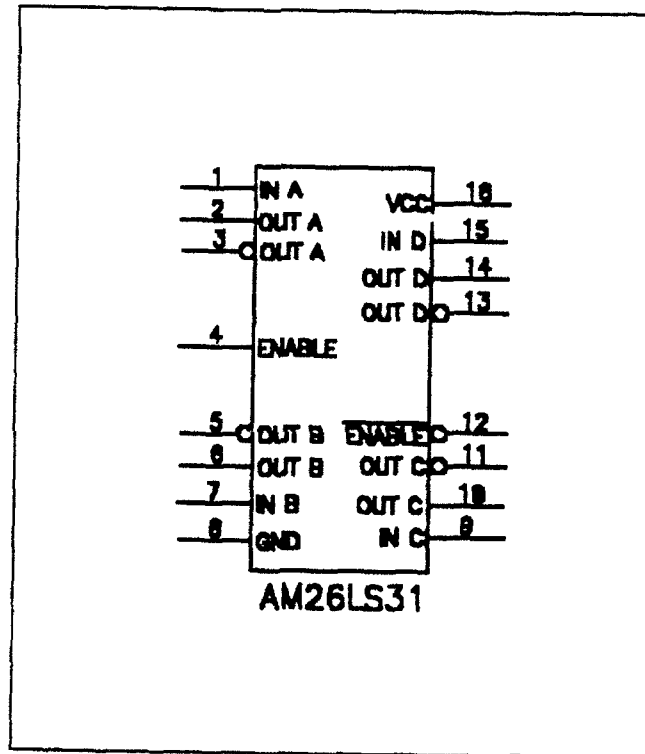 1 IN A
2 OUT A
3 OUT A
4 ENABLE
5 OUT B
6 OUT B
7 IN B
8 GND
VCC 16
IN D 15
OUT D 14
OUT D 13
ENABLE 12
OUT C 11
OUT C 10
IN C 9
AM26LS31